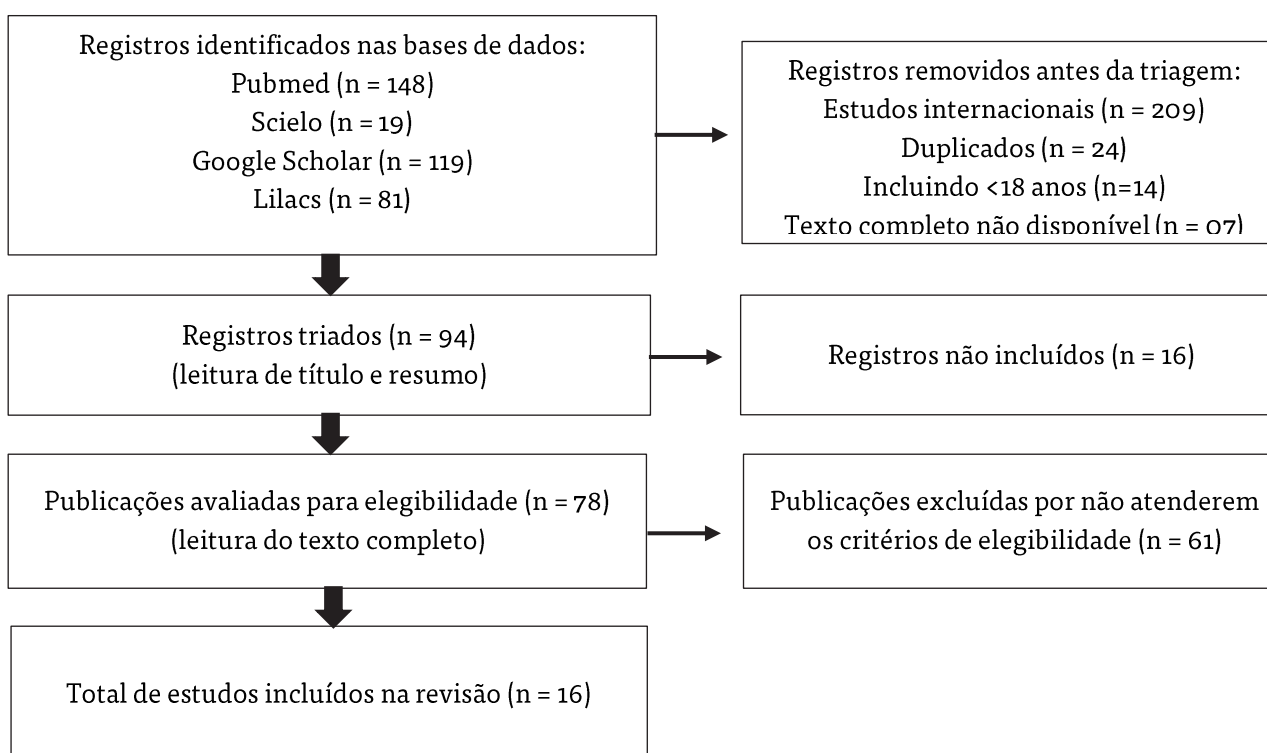 Registros identificados nas bases de dados:
Pubmed (n = 148)
Scielo (n = 19)
Google Scholar (n = 119)
Lilacs (n = 81)
Registros removidos antes da triagem:
Estudos internacionais (n = 209)
Duplicados (n = 24)
Incluindo <18 anos (n=14)
Texto completo não disponível (n = 07)
Registros triados (n = 94)
(leitura de título e resumo)
Registros não incluídos (n = 16)
Publicações avaliadas para elegibilidade (n = 78)
(leitura do texto completo)
Publicações excluídas por não atenderem
os critérios de elegibilidade (n = 61)
Total de estudos incluídos na revisão (n = 16)